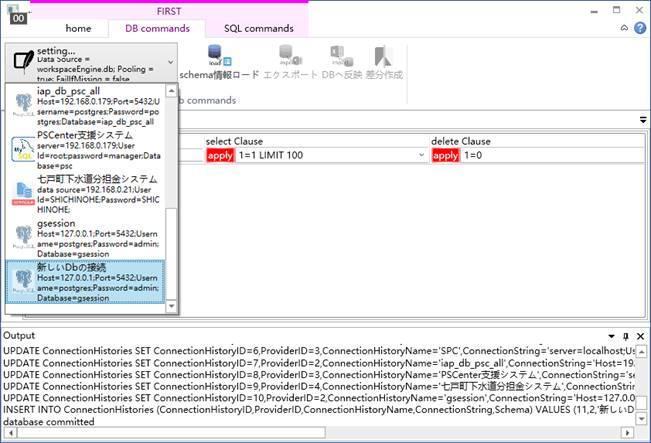 FIRST
00
home
DB commands
SQL commands
setting...
Data Source =
workspaceEngine.db; Pooling =
true; FailIfMissing = false
schema情報ロード
エクスポート
DBへ反映
差分作成
b commands
iap_db_psc_all
Host=192.168.0.179;Port=5432;U
sername=postgres;Password=po
stgres;Database=iap_db_psc_all
PSCenter支援システム
server=192.168.0.179;User
Id=root;password=manager;Data
base=psc
七戸町下水道分担金システム
data source=192.168.0.21;User
Id=SHICHINOHE;Password=SHIC
HINOHE;
gsession
Host=127.0.0.1;Port=5432;Usern
ame=postgres;Password=admin;
Database=gsession
新しいDbの接続
Host=127.0.0.1;Port=5432;Usern
ame=postgres;Password=admin;
Database=gsession
select Clause
delete Clause
apply
1=1 LIMIT 100
apply
1=0
Output
UPDATE ConnectionHistories SET ConnectionHistoryID=6,ProviderID=3,ConnectionHistoryName='SPC',ConnectionString='server=localhost;Us
UPDATE ConnectionHistories SET ConnectionHistoryID=7,ProviderID=2,ConnectionHistoryName='iap_db_psc_all',ConnectionString='Host=19
UPDATE ConnectionHistories SET ConnectionHistoryID=8,ProviderID=3,ConnectionHistoryName='PSCenter支援システム',ConnectionString='se
UPDATE ConnectionHistories SET ConnectionHistoryID=9,ProviderID=4,ConnectionHistoryName='七戸町下水道分担金システム',ConnectionStrin
UPDATE ConnectionHistories SET ConnectionHistoryID=10,ProviderID=2,ConnectionHistoryName='gsession',ConnectionString='Host=127.0.0
INSERT INTO ConnectionHistories (ConnectionHistoryID,ProviderID,ConnectionHistoryName,ConnectionString,Schema) VALUES (11,2,'新しいD
database committed